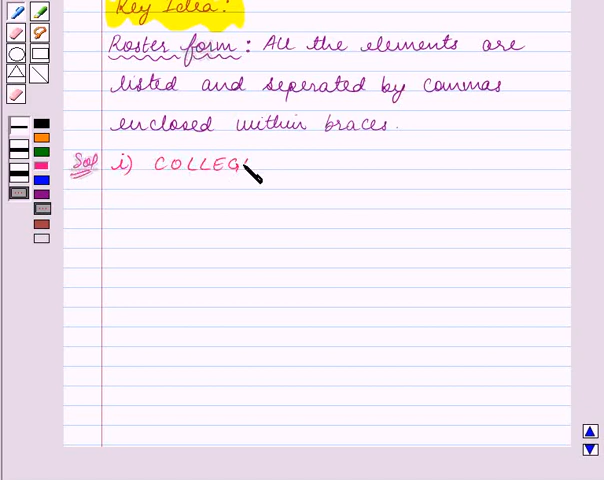 Key Idea:
Roster form: All the elements are
listed and seperated by commas
enclosed within braces.
Sol i) COLLEG